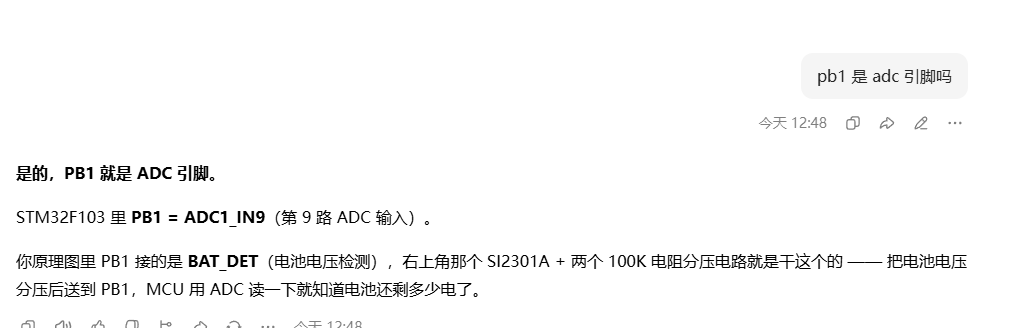 pb1 是 adc 引脚吗
今天 12:48
是的，PB1 就是 ADC 引脚。
STM32F103 里 PB1 = ADC1_IN9（第 9 路 ADC 输入）。
你原理图里 PB1 接的是 BAT_DET（电池电压检测），右上角那个 SI2301A + 两个 100K 电阻分压电路就是干这个的 —— 把电池电压
分压后送到 PB1，MCU 用 ADC 读一下就知道电池还剩多少电了。
今天 12:48